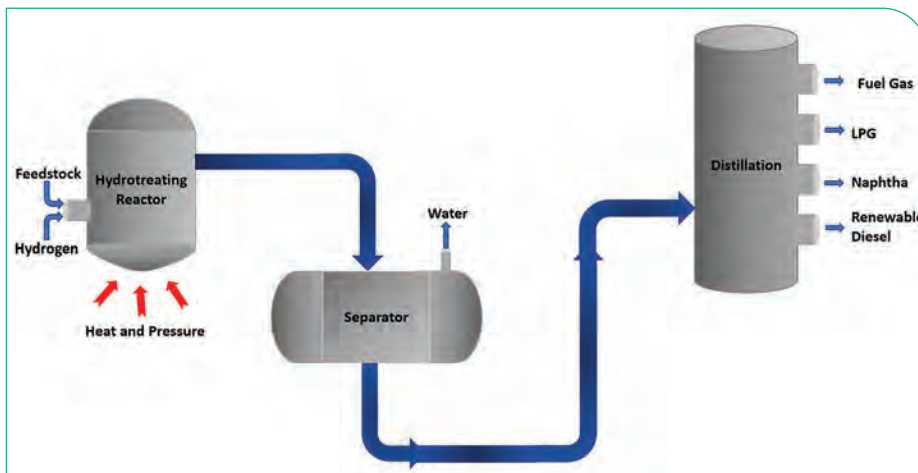 Feedstock
Hydrogen
Hydrotreating
Reactor
Heat and Pressure
Water
Separator
Distillation
Fuel Gas
LPG
Naphtha
Renewable
Diesel